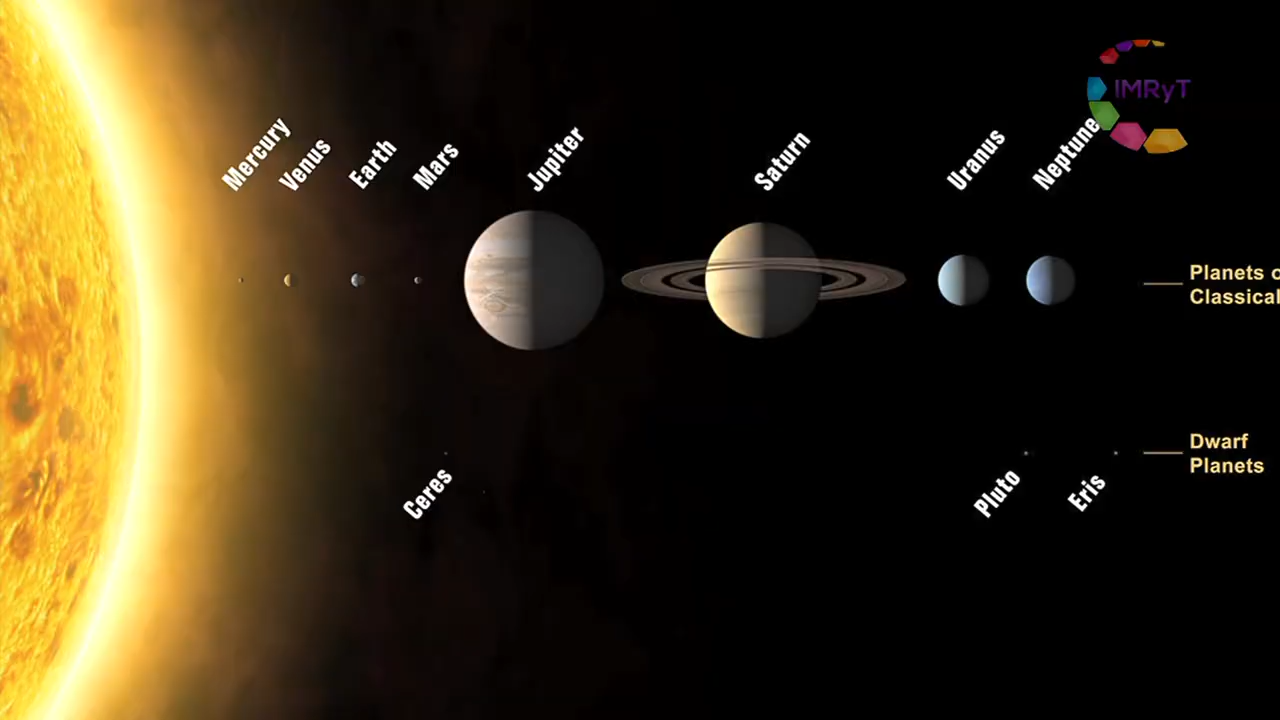 Mercury
Venus
Earth
Mars
Jupiter
Saturn
Uranus
Neptune
IMRyT
Planets
Classical
Ceres
Pluto
Eris
Dwarf
Planets